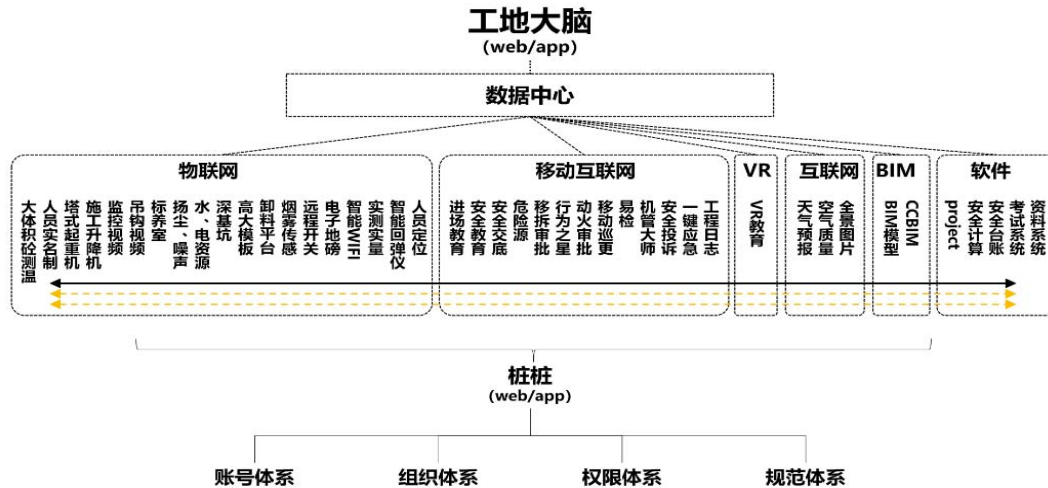 工地大脑
(web/app)
数据中心
物联网
大体积砼测温
人员实名制
塔式起重机
施工升降机
监控视频
吊钩视频
标养室
扬尘、噪声
水、电资源
深基坑
高大模板
卸料平台
烟雾传感
远程开关
电子地磅
智能WIFI
实测实量
智能回弹仪
人员定位
移动互联网
进场教育
安全教育
安全交底
危险源
移拆审批
行为之星
动火审批
移动巡更
易检
机管大师
安全投诉
一键应急
工程日志
VR
VR教育
互联网
天气预报
空气质量
全景图片
BIM
BIM模型
CCBIM
软件
project
安全计算
安全台账
考试系统
资料系统
桩桩
(web/app)
账号体系
组织体系
权限体系
规范体系